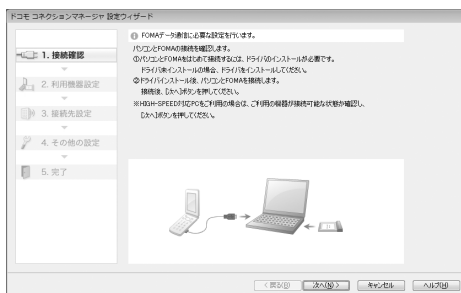 ドコモ コネクションマネージャ 設定ウィザード
1. 接続確認
2. 利用機器設定
3. 接続先設定
4. その他の設定
5. 完了
FOMAデータ通信に必要な設定を行います。
パソコンとFOMAの接続を確認します。
①パソコンとFOMAをはじめて接続するには、ドライバのインストールが必要です。
ドライバ未インストールの場合、ドライバをインストールしてください。
②ドライバインストール後、パソコンとFOMAを接続します。
接続後、[次へ]ボタンを押してください。
※HIGH-SPEED対応PCをご利用の場合は、ご利用の機器が接続可能な状態か確認し、
[次へ]ボタンを押してください。
< 戻る(B)
次へ(N) >
キャンセル
ヘルプ(H)